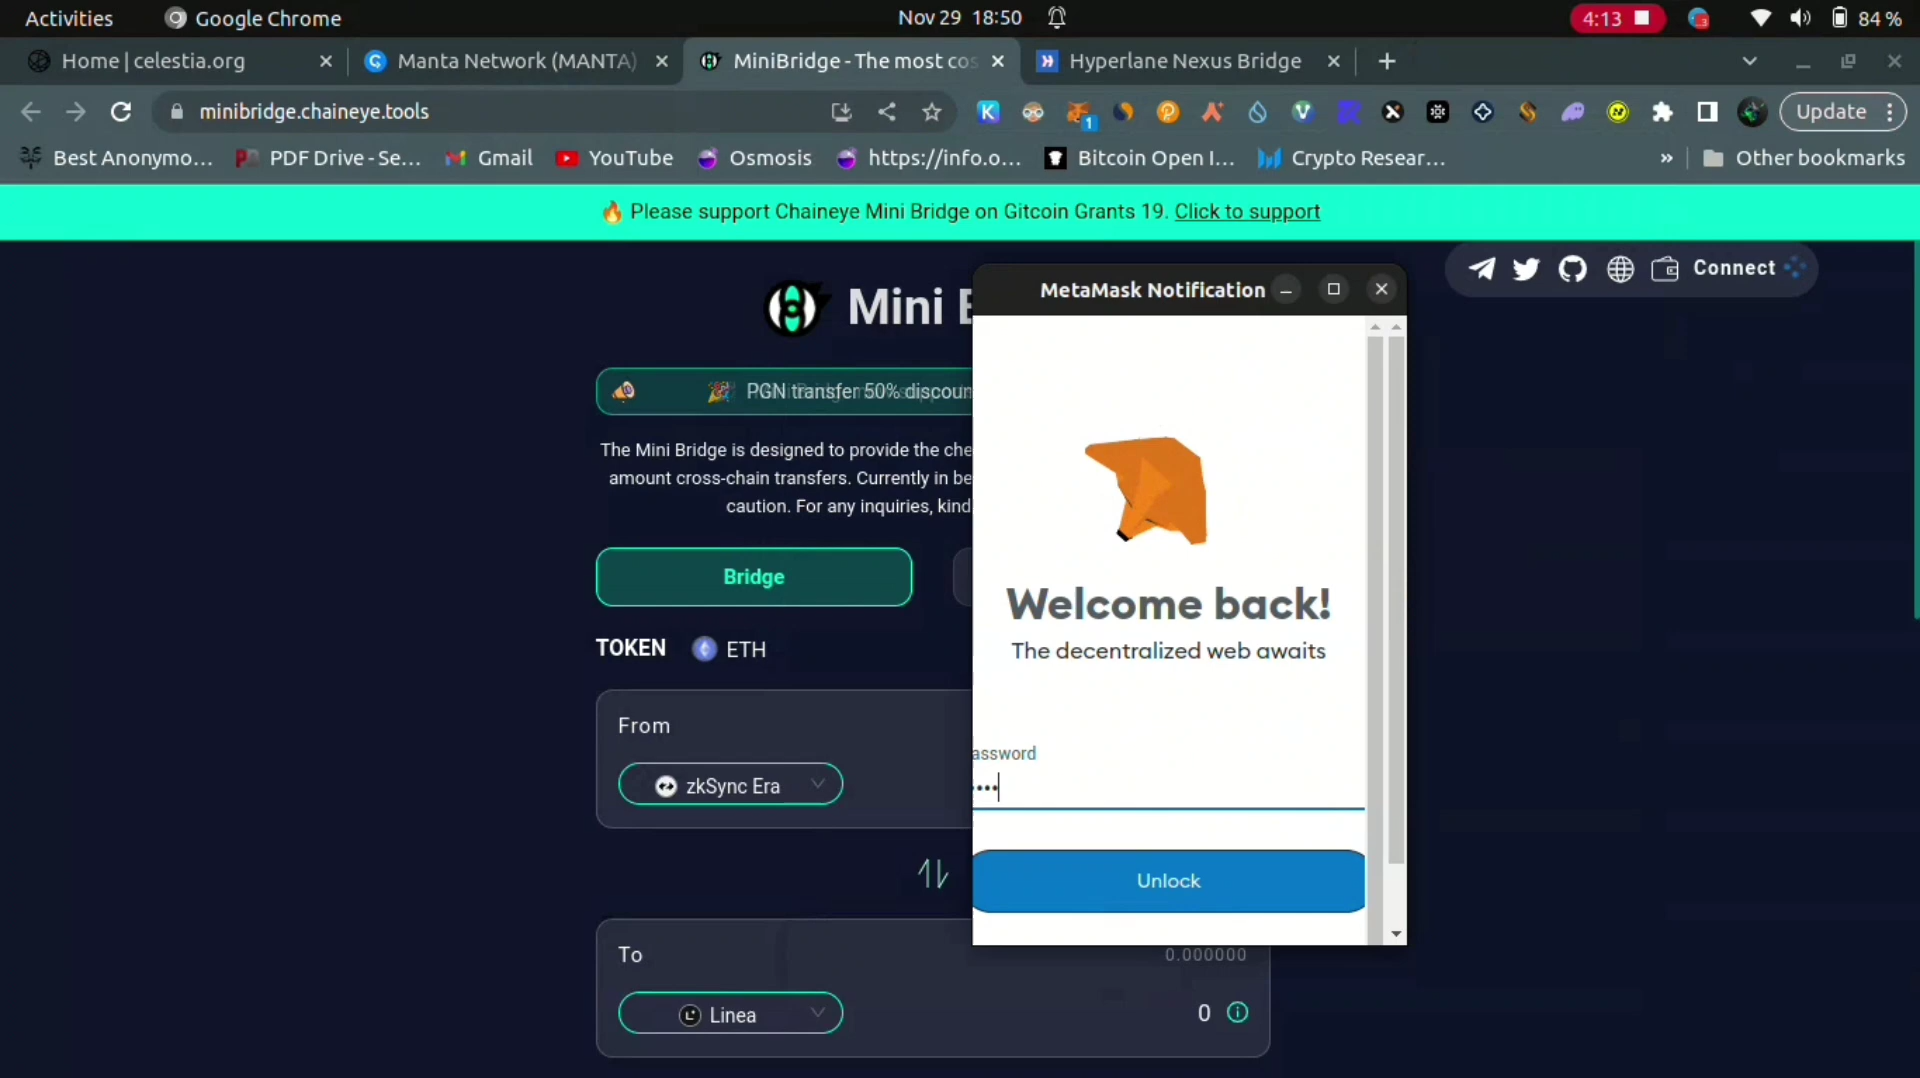 Activities
Google Chrome
Nov 29 18:50
4:13
3
84 %
Home | celestia.org
Manta Network (MANTA)
MiniBridge - The most cos
Hyperlane Nexus Bridge
minibridge.chaineye.tools
1
Update
Best Anonymo...
PDF Drive - Se...
Gmail
YouTube
Osmosis
https://info.o...
Bitcoin Open I...
Crypto Resear...
»
Other bookmarks
🔥 Please support Chaineye Mini Bridge on Gitcoin Grants 19. Click to support
Connect
Mini B
MetaMask Notification
PGN transfer 50% discoun
The Mini Bridge is designed to provide the che
amount cross-chain transfers. Currently in be
caution. For any inquiries, kind
Bridge
TOKEN
ETH
From
zkSync Era
To
0.000000
Linea
0
Welcome back!
The decentralized web awaits
assword
Unlock